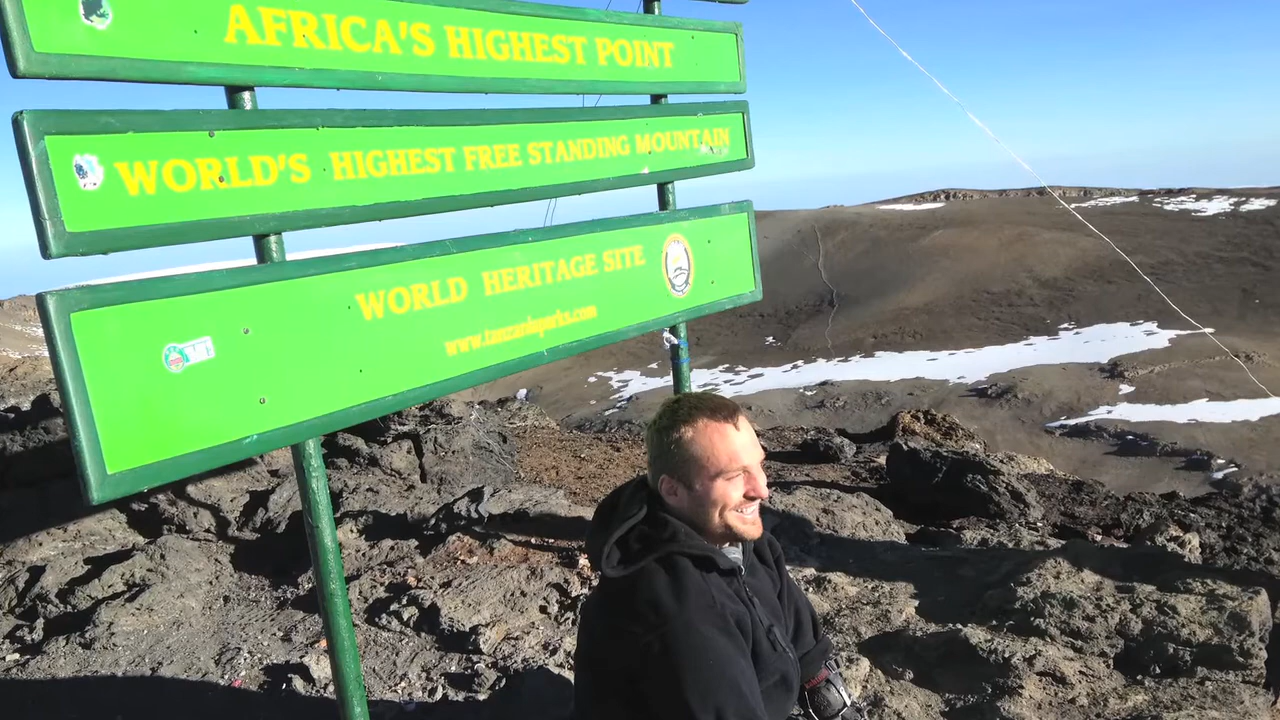 AFRICA'S HIGHEST POINT
WORLD'S HIGHEST FREE STANDING MOUNTAIN
WORLD HERITAGE SITE
www.tanzaniaparks.com